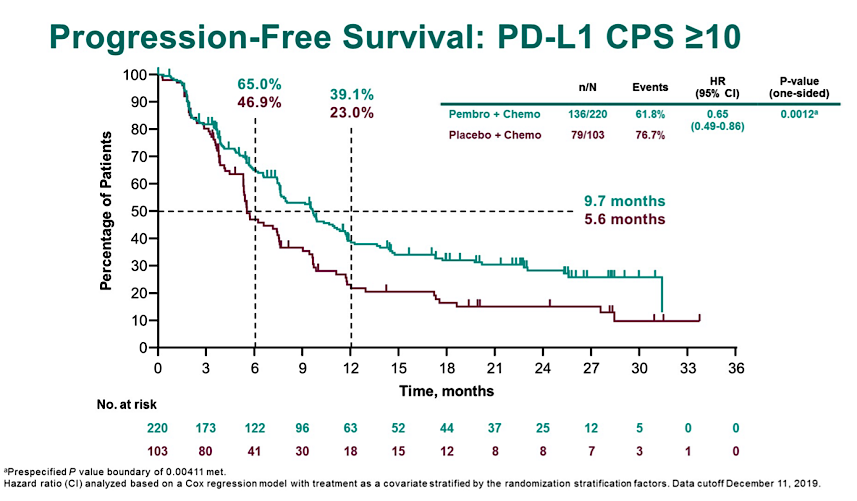 Progression-Free Survival: PD-L1 CPS ≥10
n/N Events HR (95% CI) P-value (one-sided)
Pembro + Chemo 136/220 61.8% 0.65 (0.49-0.86) 0.0012ᵃ
Placebo + Chemo 79/103 76.7%
65.0%
46.9%
39.1%
23.0%
9.7 months
5.6 months
Percentage of Patients
100
90
80
70
60
50
40
30
20
10
0
0 3 6 9 12 15 18 21 24 27 30 33 36
Time, months
No. at risk
220 173 122 96 63 52 44 37 25 12 5 0 0
103 80 41 30 18 15 12 8 8 7 3 1 0
ᵃPrespecified P value boundary of 0.00411 met.
Hazard ratio (CI) analyzed based on a Cox regression model with treatment as a covariate stratified by the randomization stratification factors. Data cutoff December 11, 2019.